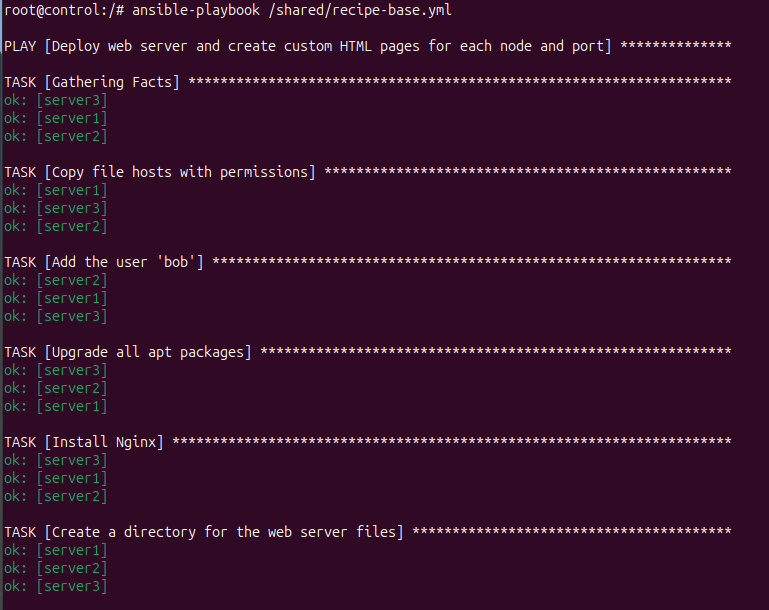 root@control:/# ansible-playbook /shared/recipe-base.yml
PLAY [Deploy web server and create custom HTML pages for each node and port] **************
TASK [Gathering Facts] ********************************************************************
ok: [server3]
ok: [server1]
ok: [server2]
TASK [Copy file hosts with permissions] ***************************************************
ok: [server1]
ok: [server3]
ok: [server2]
TASK [Add the user 'bob'] *****************************************************************
ok: [server2]
ok: [server1]
ok: [server3]
TASK [Upgrade all apt packages] ***********************************************************
ok: [server3]
ok: [server2]
ok: [server1]
TASK [Install Nginx] **********************************************************************
ok: [server3]
ok: [server1]
ok: [server2]
TASK [Create a directory for the web server files] ****************************************
ok: [server1]
ok: [server2]
ok: [server3]